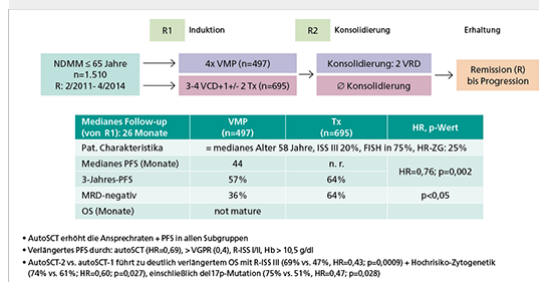 R1 Induktion R2 Konsolidierung Erhaltung
NDMM ≤ 65 Jahre
n=1.510
R: 2/2011- 4/2014
4x VMP (n=497)
3-4 VCD+1+/- 2 Tx (n=695)
Konsolidierung: 2 VRD
∅ Konsolidierung
Remission (R)
bis Progression
Medianes Follow-up
(von R1): 26 Monate
VMP
(n=497)
Tx
(n=695)
HR, p-Wert
Pat. Charakteristika = medianes Alter 58 Jahre, ISS III 20%, FISH in 75%, HR-ZG: 25%
Medianes PFS (Monate) 44 n. r.
HR=0,76; p=0,002
3-Jahres-PFS 57% 64%
MRD-negativ 36% 64% p<0,05
OS (Monate) not mature
• AutoSCT erhöht die Ansprechraten + PFS in allen Subgruppen
• Verlängertes PFS durch: autoSCT (HR=0,69), > VGPR (0,4), R-ISS I/II, Hb > 10,5 g/dl
• AutoSCT-2 vs. autoSCT-1 führt zu deutlich verlängertem OS mit R-ISS III (69% vs. 47%, HR=0,43; p=0,0009) + Hochrisiko-Zytogenetik
(74% vs. 61%; HR=0,60; p=0,027), einschließlich del17p-Mutation (75% vs. 51%, HR=0,47; p=0,028)